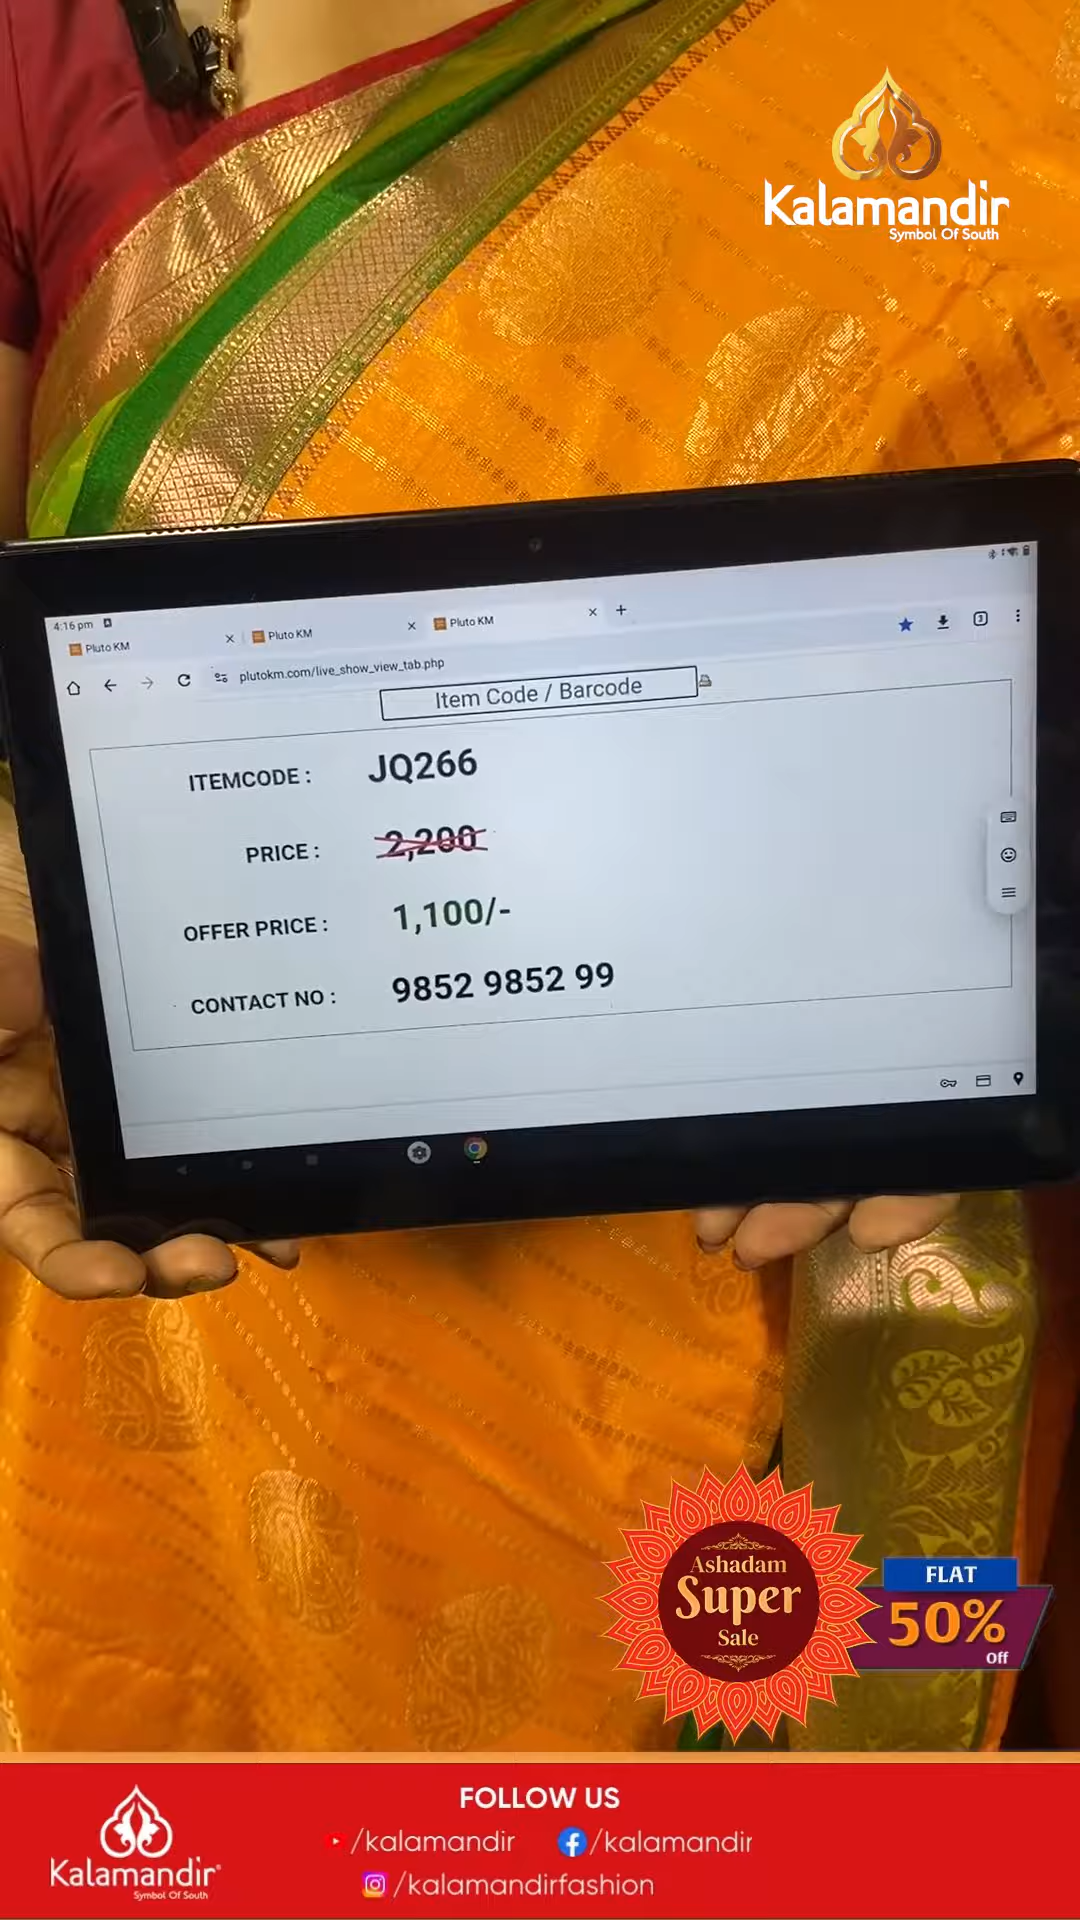 Kalamandir
Symbol Of South
4:16 pm
Pluto KM
Pluto KM
Pluto KM
plutokm.com/live_show_view_tab.php
Item Code / Barcode
ITEMCODE : JQ266
PRICE : 2,200
OFFER PRICE : 1,100/-
CONTACT NO : 9852 9852 99
Ashadam
Super
Sale
FLAT
50%
Off
FOLLOW US
/kalamandir /kalamandir
/kalamandirfashion
Kalamandir
Symbol Of South